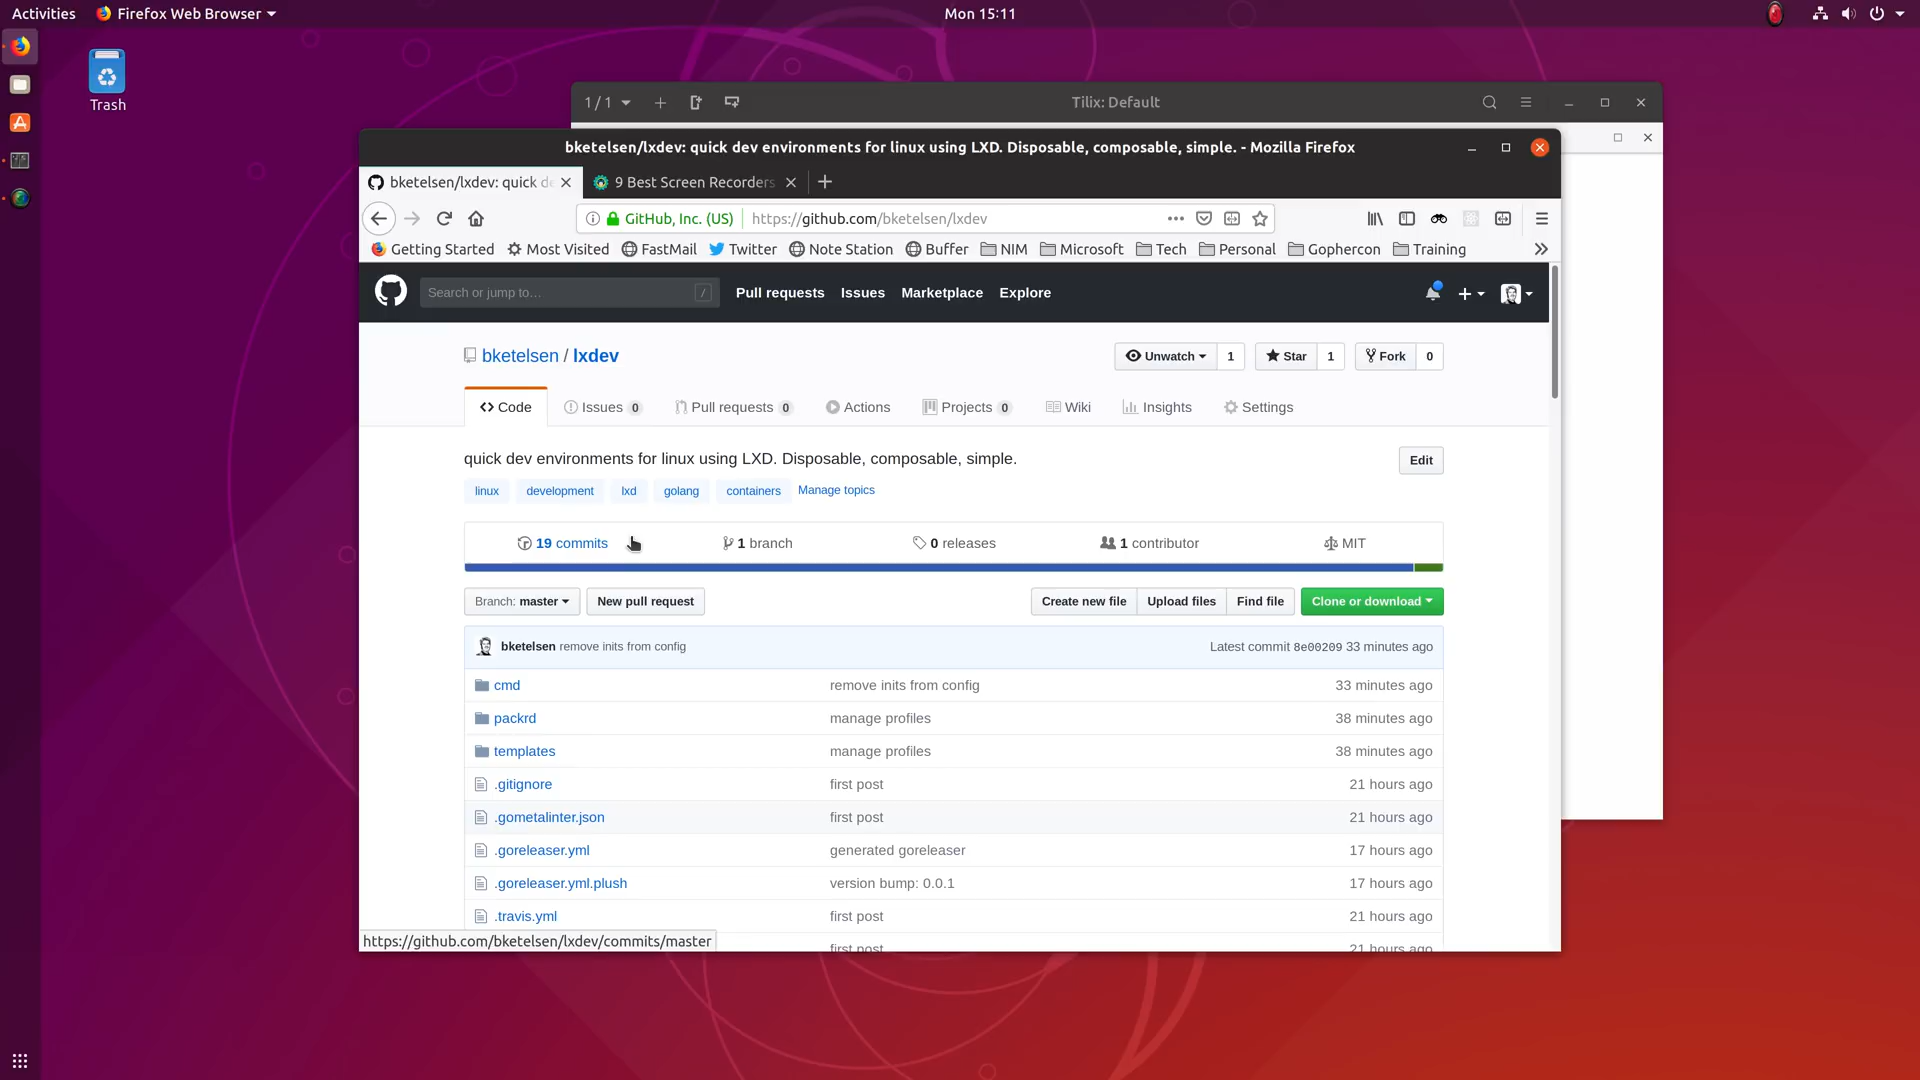 Activities Firefox Web Browser Mon 15:11
Trash
1 / 1 Tilix: Default
bketelsen/lxdev: quick dev environments for linux using LXD. Disposable, composable, simple. - Mozilla Firefox
bketelsen/lxdev: quick de 9 Best Screen Recorders
GitHub, Inc. (US) https://github.com/bketelsen/lxdev
Getting Started Most Visited FastMail Twitter Note Station Buffer NIM Microsoft Tech Personal Gophercon Training
Search or jump to… / Pull requests Issues Marketplace Explore
bketelsen / lxdev Unwatch 1 Star 1 Fork 0
Code Issues 0 Pull requests 0 Actions Projects 0 Wiki Insights Settings
quick dev environments for linux using LXD. Disposable, composable, simple. Edit
linux development lxd golang containers Manage topics
19 commits 1 branch 0 releases 1 contributor MIT
Branch: master New pull request Create new file Upload files Find file Clone or download
bketelsen remove inits from config Latest commit 8e00209 33 minutes ago
cmd remove inits from config 33 minutes ago
packrd manage profiles 38 minutes ago
templates manage profiles 38 minutes ago
.gitignore first post 21 hours ago
.gometalinter.json first post 21 hours ago
.goreleaser.yml generated goreleaser 17 hours ago
.goreleaser.yml.plush version bump: 0.0.1 17 hours ago
.travis.yml first post 21 hours ago
first post 21 hours ago
https://github.com/bketelsen/lxdev/commits/master